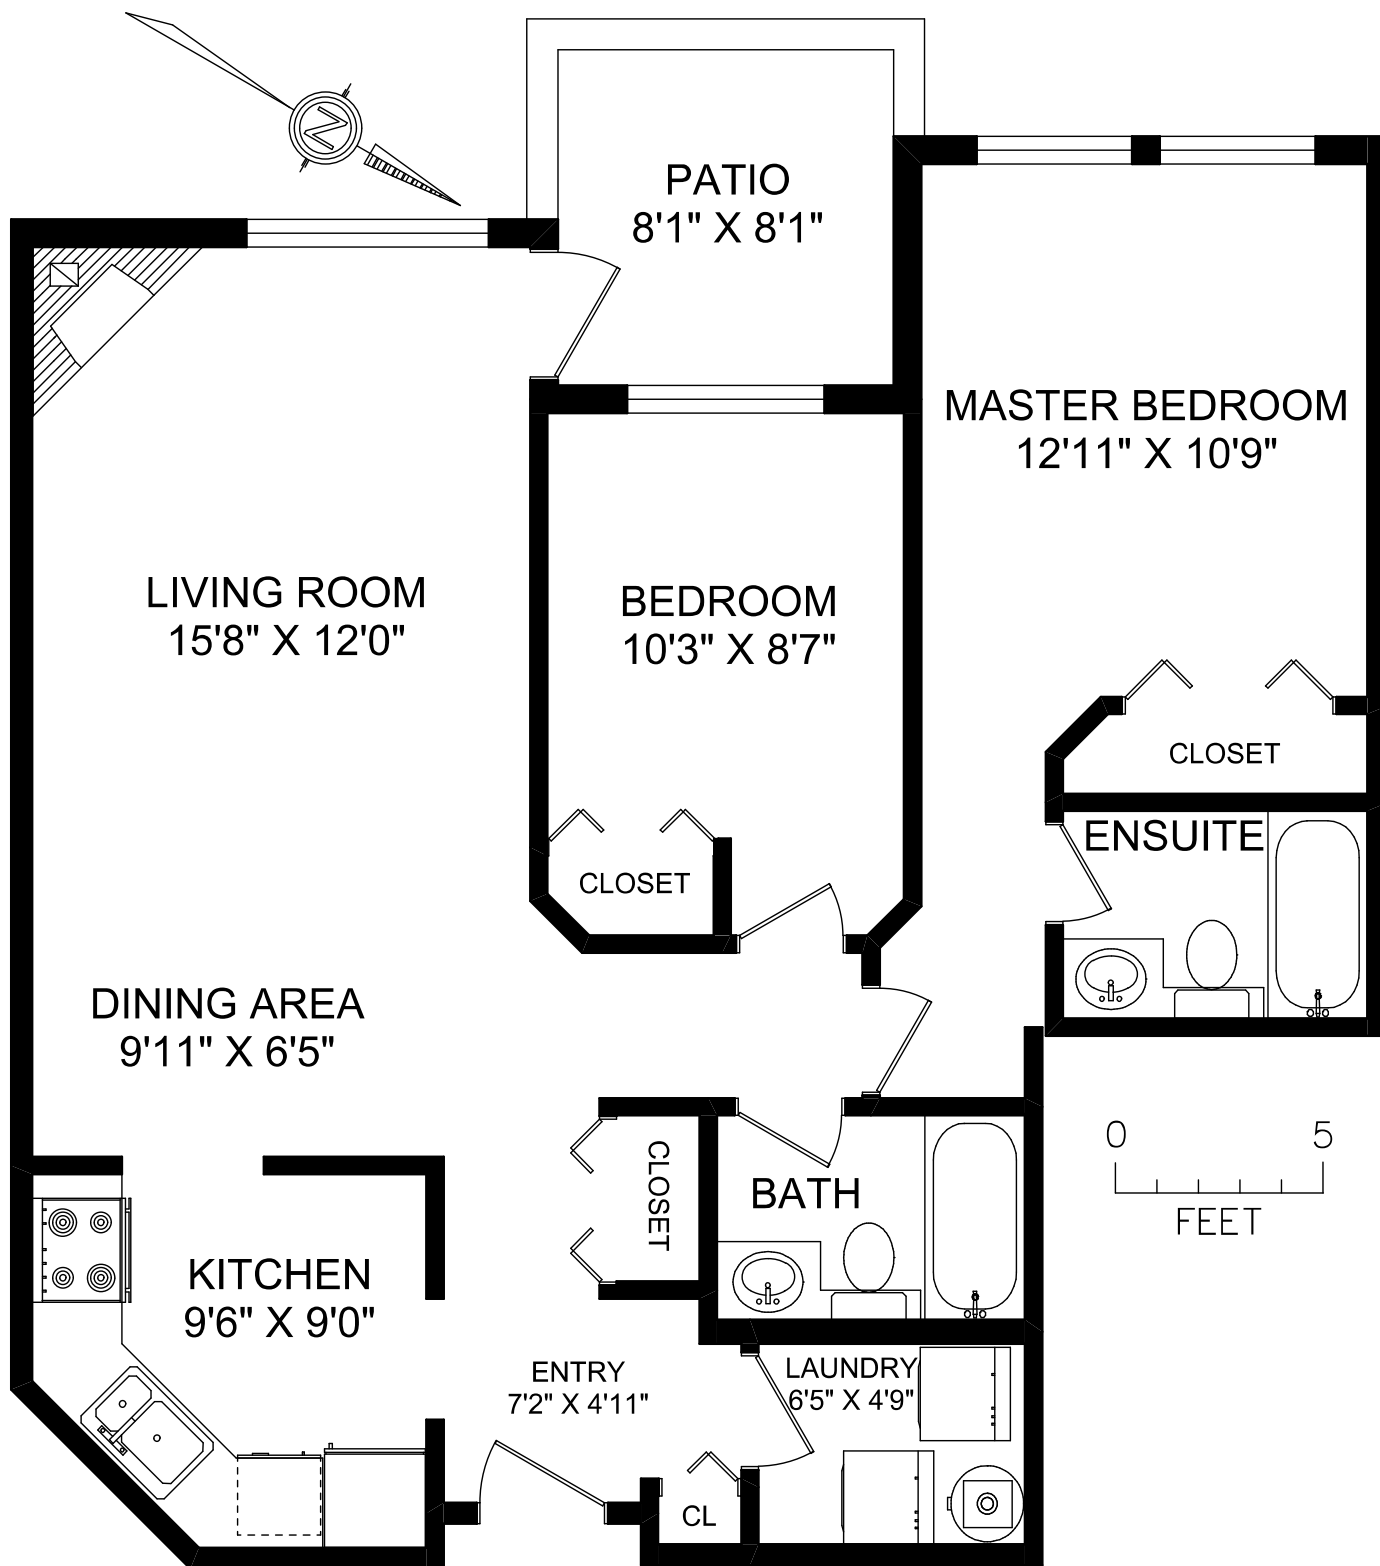 N
PATIO
8'1" X 8'1"
MASTER BEDROOM
12'11" X 10'9"
LIVING ROOM
15'8" X 12'0"
BEDROOM
10'3" X 8'7"
CLOSET
ENSUITE
CLOSET
DINING AREA
9'11" X 6'5"
0 5
FEET
CLOSET
BATH
KITCHEN
9'6" X 9'0"
ENTRY
7'2" X 4'11"
LAUNDRY
6'5" X 4'9"
CL